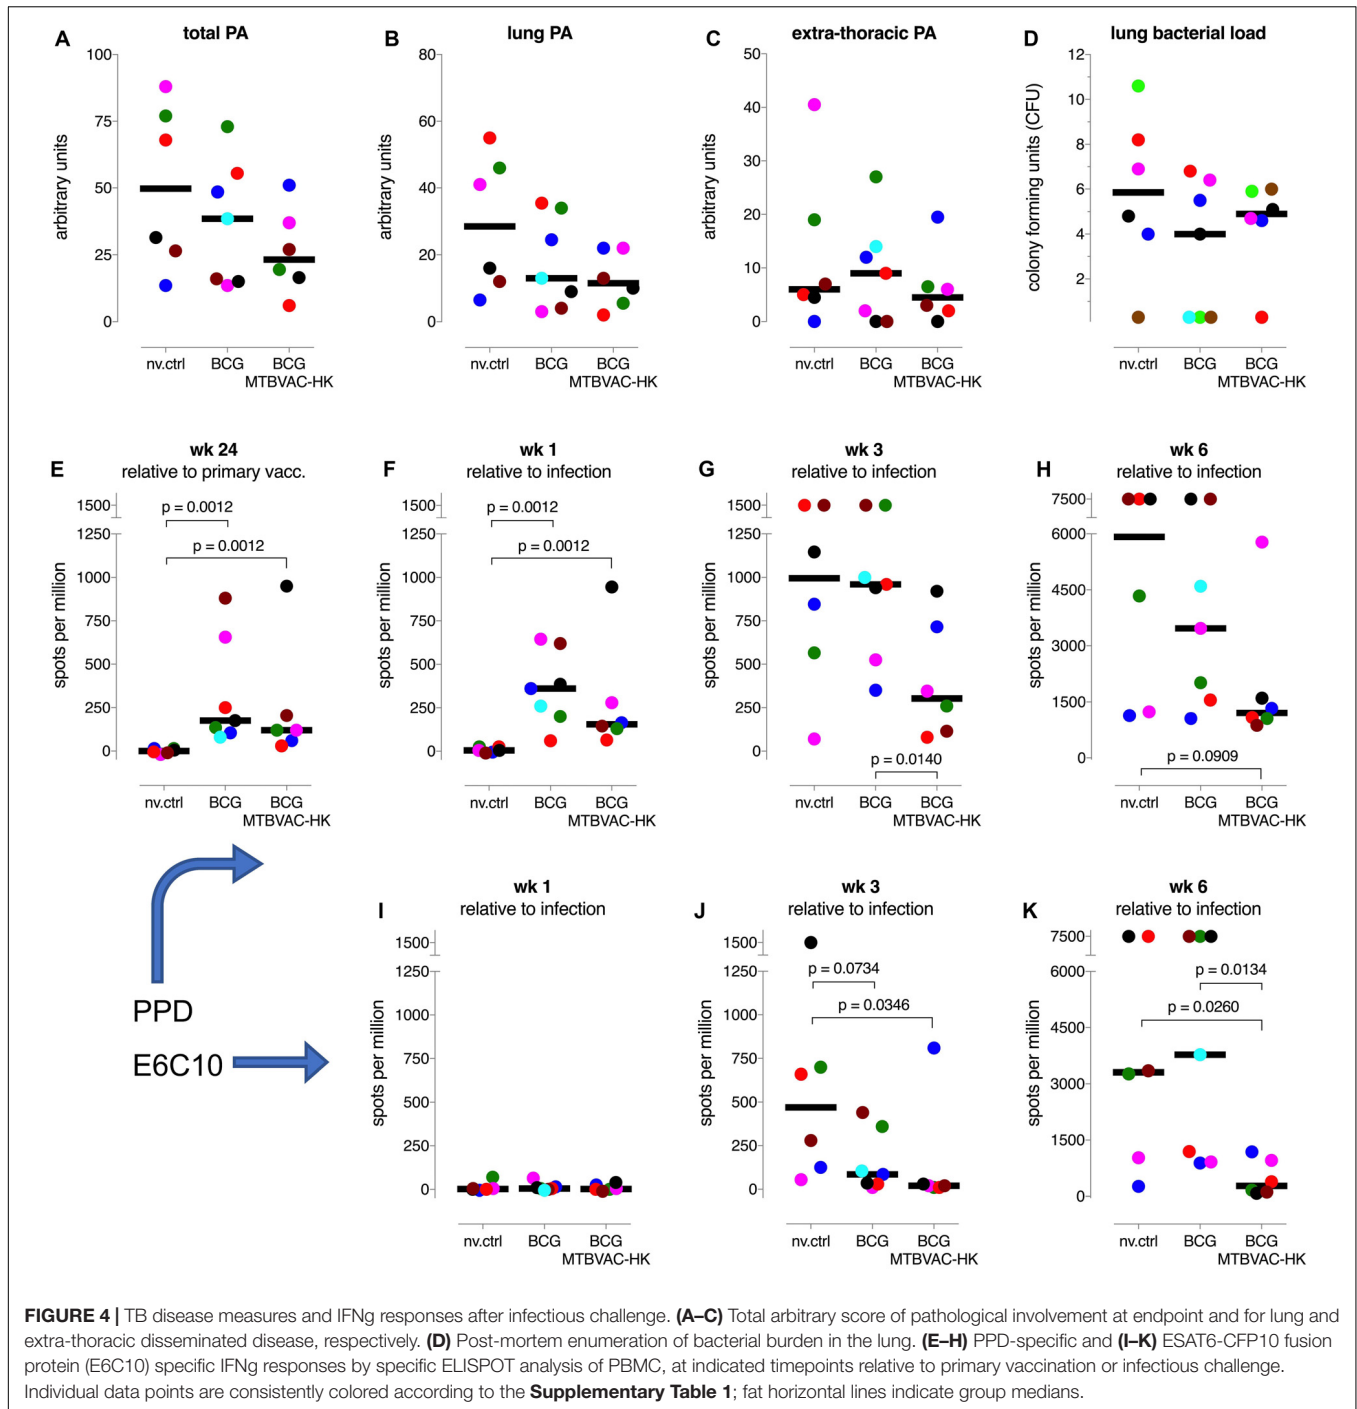 A total PA
100
75
50
25
0
arbitrary units
nv.ctrl BCG BCG
MTBVAC-HK
B lung PA
80
60
40
20
0
arbitrary units
nv.ctrl BCG BCG
MTBVAC-HK
C extra-thoracic PA
50
40
30
20
10
0
arbitrary units
nv.ctrl BCG BCG
MTBVAC-HK
D lung bacterial load
12
10
8
6
4
2
colony forming units (CFU)
nv.ctrl BCG BCG
MTBVAC-HK
E wk 24
relative to primary vacc.
1500
1250
1000
750
500
250
0
spots per million
p = 0.0012
p = 0.0012
nv.ctrl BCG BCG
MTBVAC-HK
F wk 1
relative to infection
1500
1250
1000
750
500
250
0
spots per million
p = 0.0012
p = 0.0012
nv.ctrl BCG BCG
MTBVAC-HK
G wk 3
relative to infection
1500
1250
1000
750
500
250
0
spots per million
p = 0.0140
nv.ctrl BCG BCG
MTBVAC-HK
H wk 6
relative to infection
7500
6000
4500
3000
1500
0
spots per million
p = 0.0909
nv.ctrl BCG BCG
MTBVAC-HK
PPD
E6C10
I wk 1
relative to infection
1500
1250
1000
750
500
250
0
spots per million
nv.ctrl BCG BCG
MTBVAC-HK
J wk 3
relative to infection
1500
1250
1000
750
500
250
0
spots per million
p = 0.0734
p = 0.0346
nv.ctrl BCG BCG
MTBVAC-HK
K wk 6
relative to infection
7500
6000
4500
3000
1500
0
spots per million
p = 0.0134
p = 0.0260
nv.ctrl BCG BCG
MTBVAC-HK
FIGURE 4 | TB disease measures and IFNg responses after infectious challenge. (A–C) Total arbitrary score of pathological involvement at endpoint and for lung and
extra-thoracic disseminated disease, respectively. (D) Post-mortem enumeration of bacterial burden in the lung. (E–H) PPD-specific and (I–K) ESAT6-CFP10 fusion
protein (E6C10) specific IFNg responses by specific ELISPOT analysis of PBMC, at indicated timepoints relative to primary vaccination or infectious challenge.
Individual data points are consistently colored according to the Supplementary Table 1; fat horizontal lines indicate group medians.